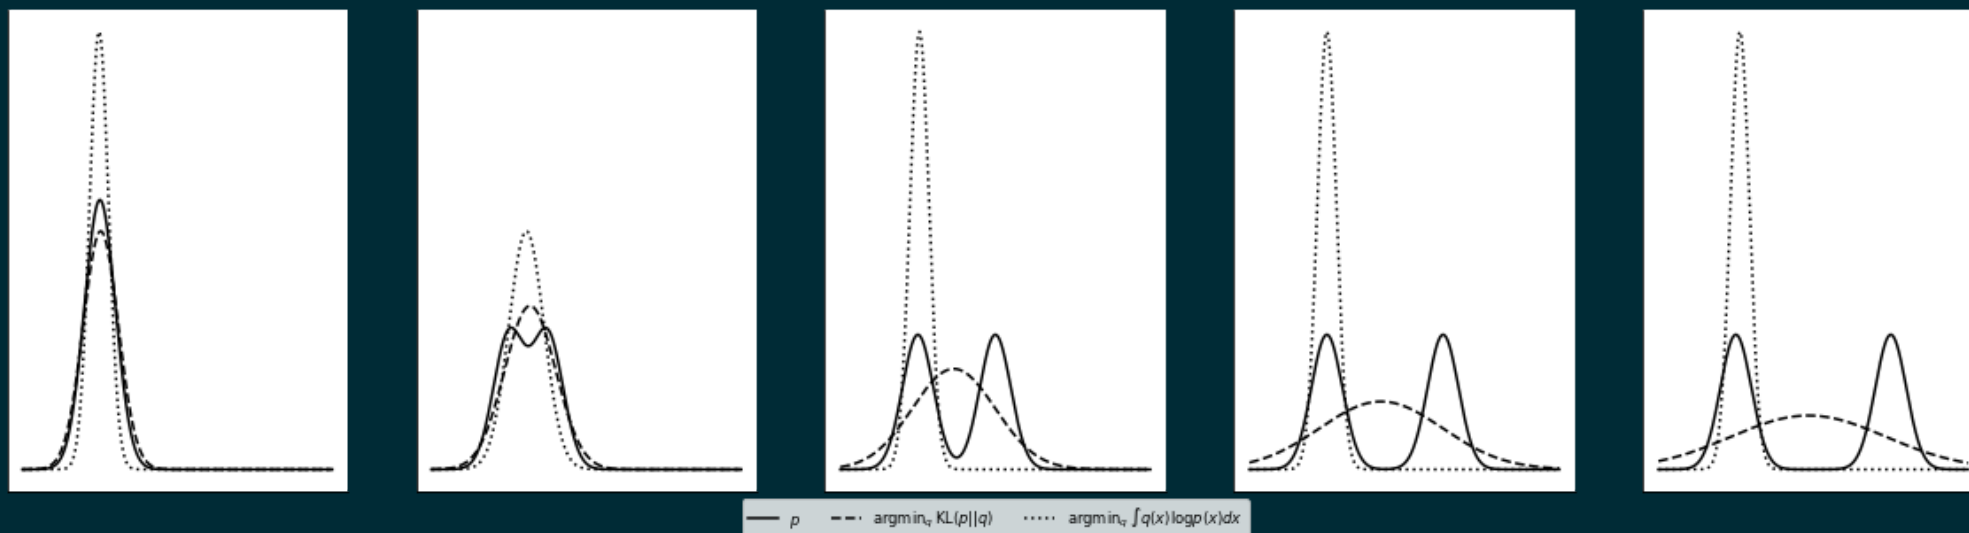 p argmin_q KL(p||q) argmin_q ∫q(x)logp(x)dx